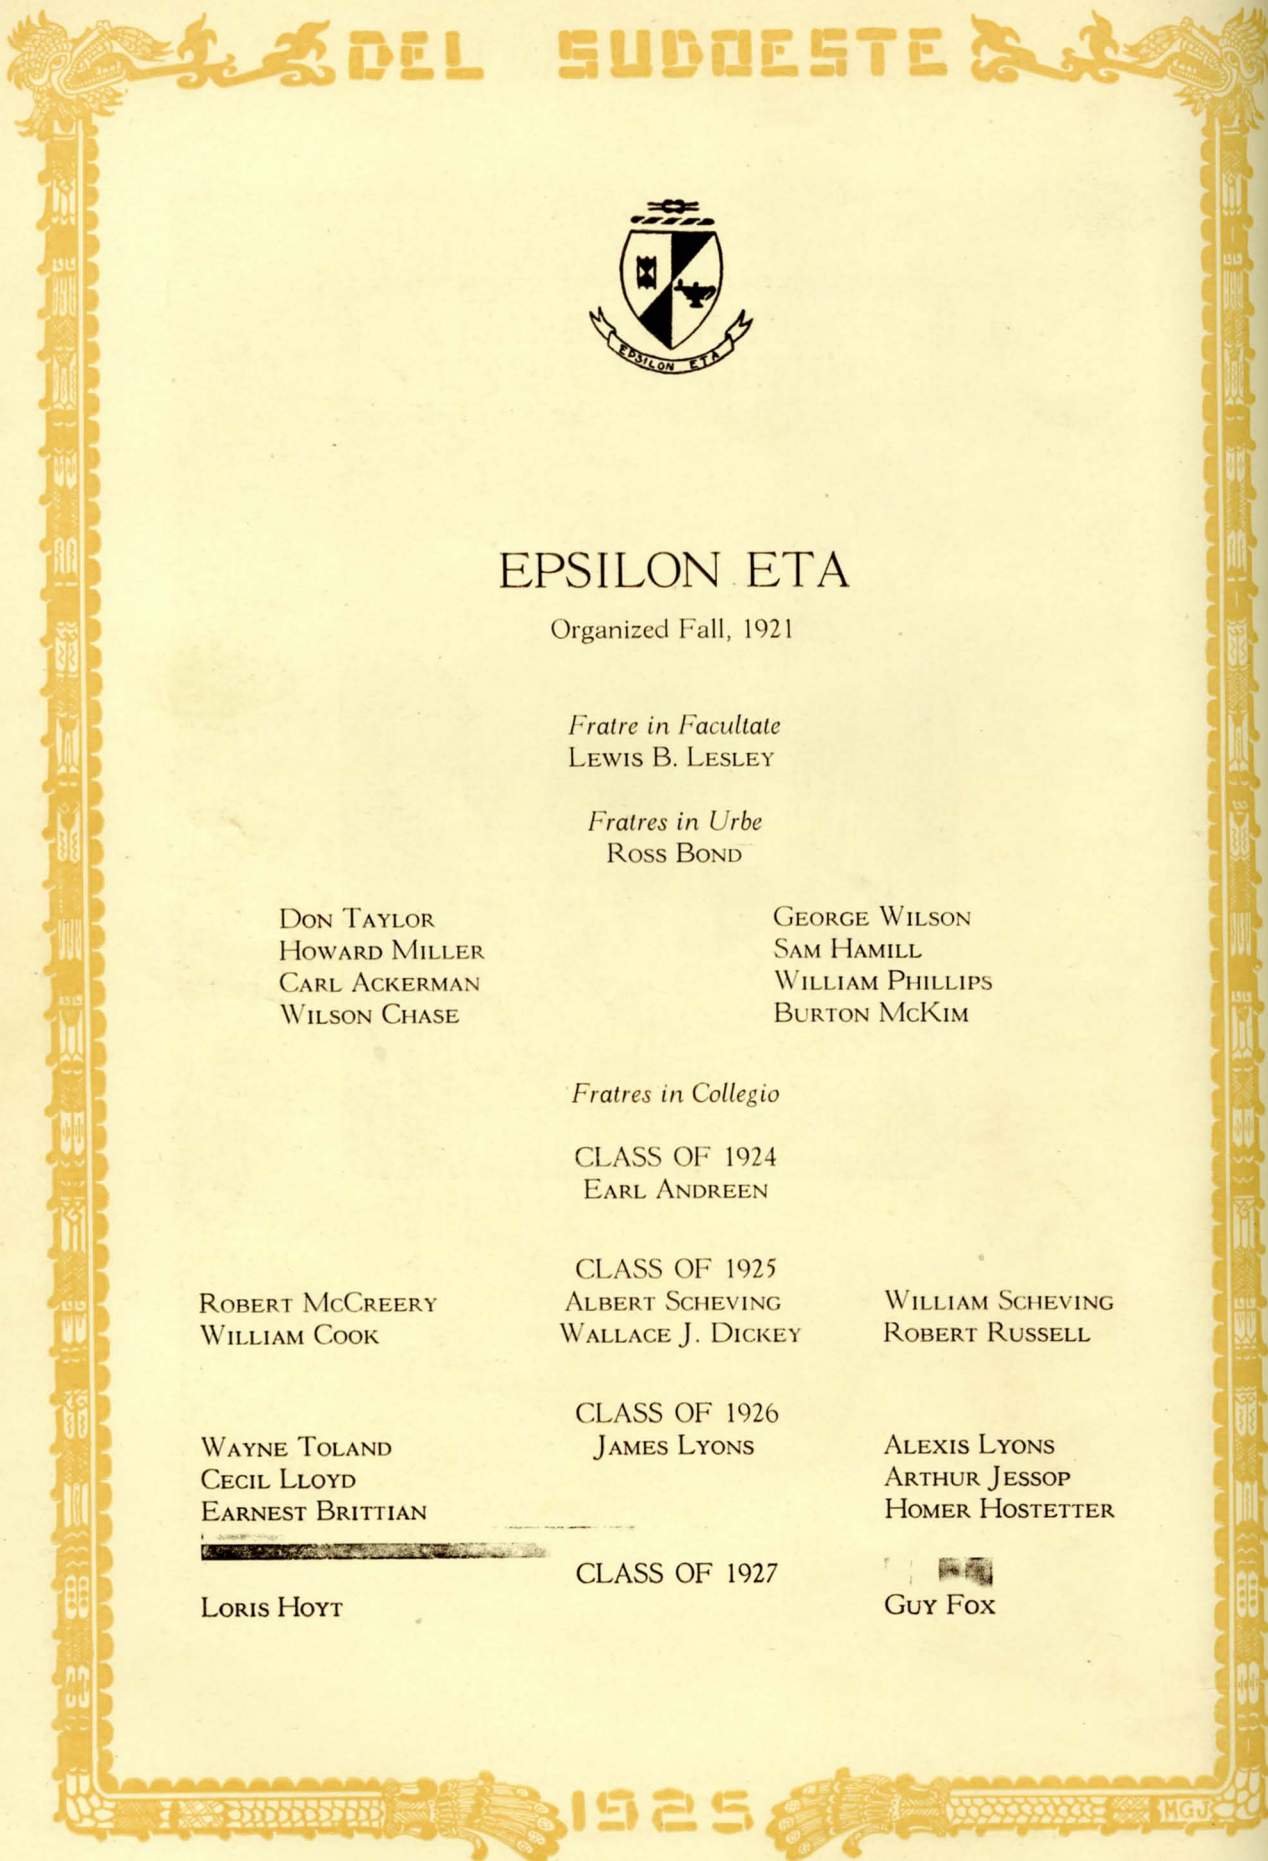 DEL SUDOESTE
EPSILON ETA
EPSILON ETA
Organized Fall, 1921
Fratre in Facultate
LEWIS B. LESLEY
Fratres in Urbe
ROSS BOND
DON TAYLOR GEORGE WILSON
HOWARD MILLER SAM HAMILL
CARL ACKERMAN WILLIAM PHILLIPS
WILSON CHASE BURTON MCKIM
Fratres in Collegio
CLASS OF 1924
EARL ANDREEN
CLASS OF 1925
ROBERT MCCREERY ALBERT SCHEVING WILLIAM SCHEVING
WILLIAM COOK WALLACE J. DICKEY ROBERT RUSSELL
CLASS OF 1926
WAYNE TOLAND JAMES LYONS ALEXIS LYONS
CECIL LLOYD ARTHUR JESSOP
EARNEST BRITTIAN HOMER HOSTETTER
CLASS OF 1927
LORIS HOYT GUY FOX
1925
MGJ